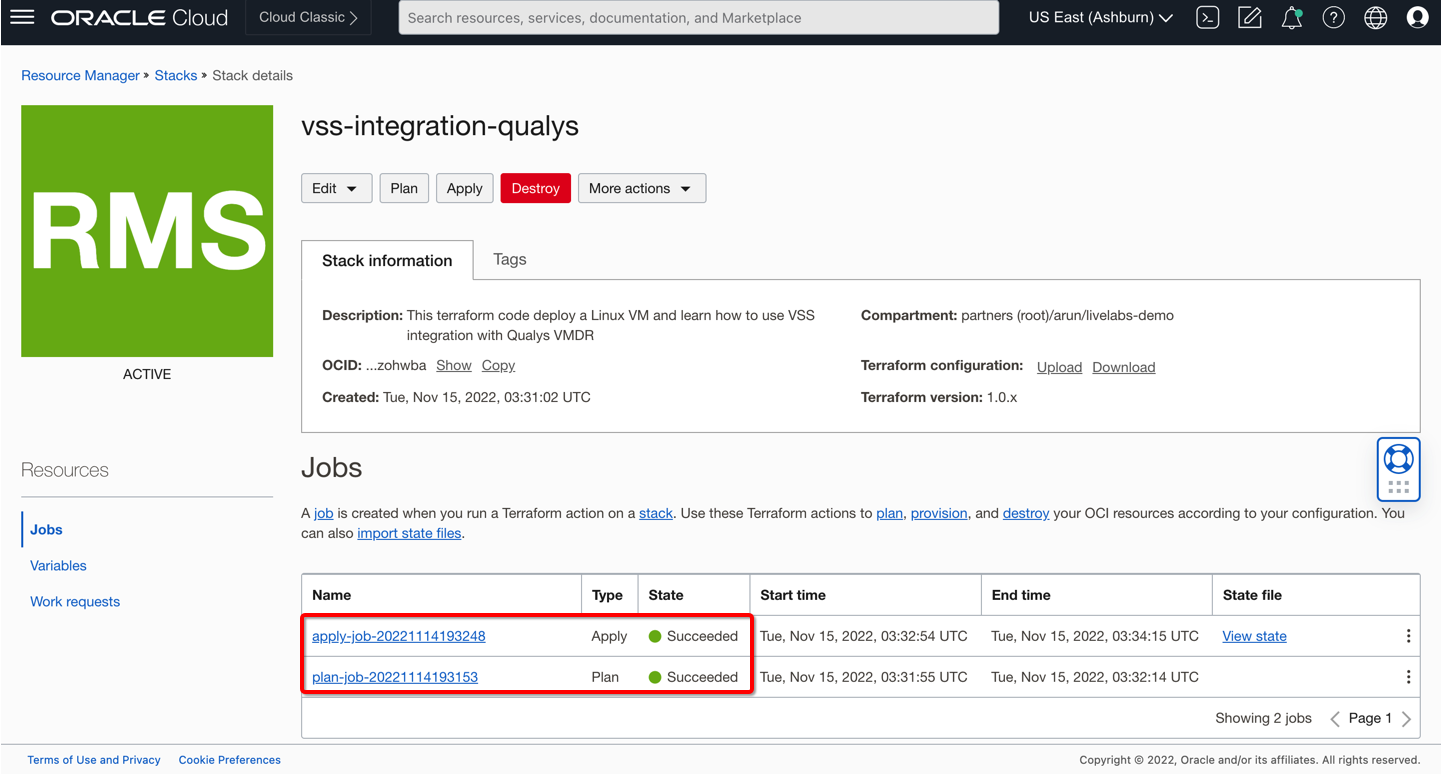 ORACLE Cloud
Cloud Classic
Search resources, services, documentation, and Marketplace
US East (Ashburn)
Resource Manager » Stacks » Stack details
RMS
ACTIVE
vss-integration-qualys
Edit
Plan
Apply
Destroy
More actions
Stack information
Tags
Description: This terraform code deploy a Linux VM and learn how to use VSS
integration with Qualys VMDR
OCID: ...zohwba Show Copy
Created: Tue, Nov 15, 2022, 03:31:02 UTC
Compartment: partners (root)/arun/livelabs-demo
Terraform configuration: Upload Download
Terraform version: 1.0.x
Resources
Jobs
Variables
Work requests
Jobs
A job is created when you run a Terraform action on a stack. Use these Terraform actions to plan, provision, and destroy your OCI resources according to your configuration. You
can also import state files.
Name Type State Start time End time State file
apply-job-20221114193248 Apply Succeeded Tue, Nov 15, 2022, 03:32:54 UTC Tue, Nov 15, 2022, 03:34:15 UTC View state
plan-job-20221114193153 Plan Succeeded Tue, Nov 15, 2022, 03:31:55 UTC Tue, Nov 15, 2022, 03:32:14 UTC
Showing 2 jobs Page 1
Terms of Use and Privacy Cookie Preferences
Copyright © 2022, Oracle and/or its affiliates. All rights reserved.